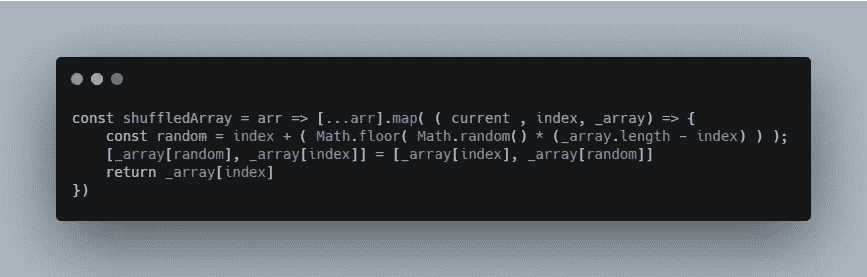 const shuffledArray = arr => [...arr].map( ( current , index, _array) => {
    const random = index + ( Math.floor( Math.random() * (_array.length - index) ) );
    [_array[random], _array[index]] = [_array[index], _array[random]]
    return _array[index]
})